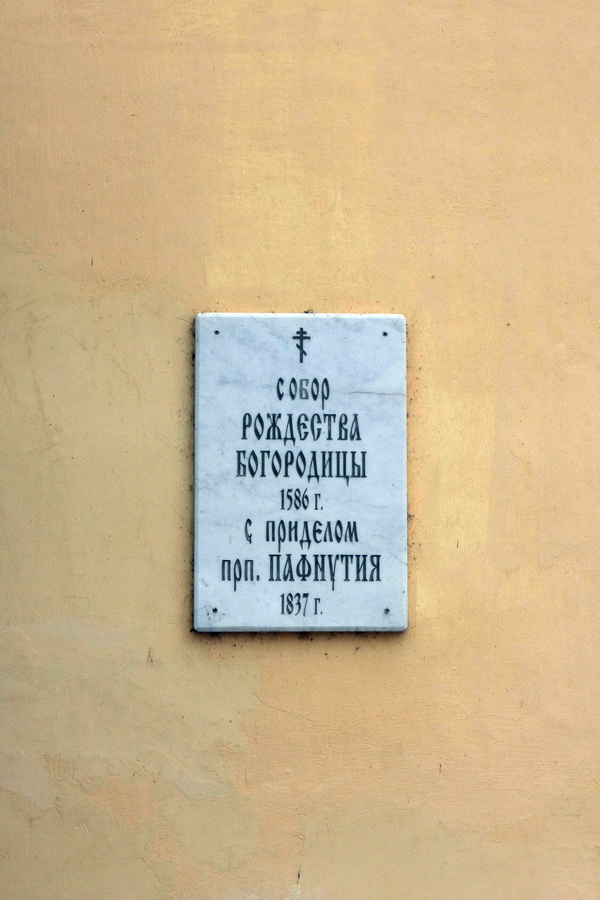 собор
РОЖДЕСТВА
БОГОРОДИЦЫ
1586 г.
с приделом
прп. ПАФНУТИЯ
1837 г.